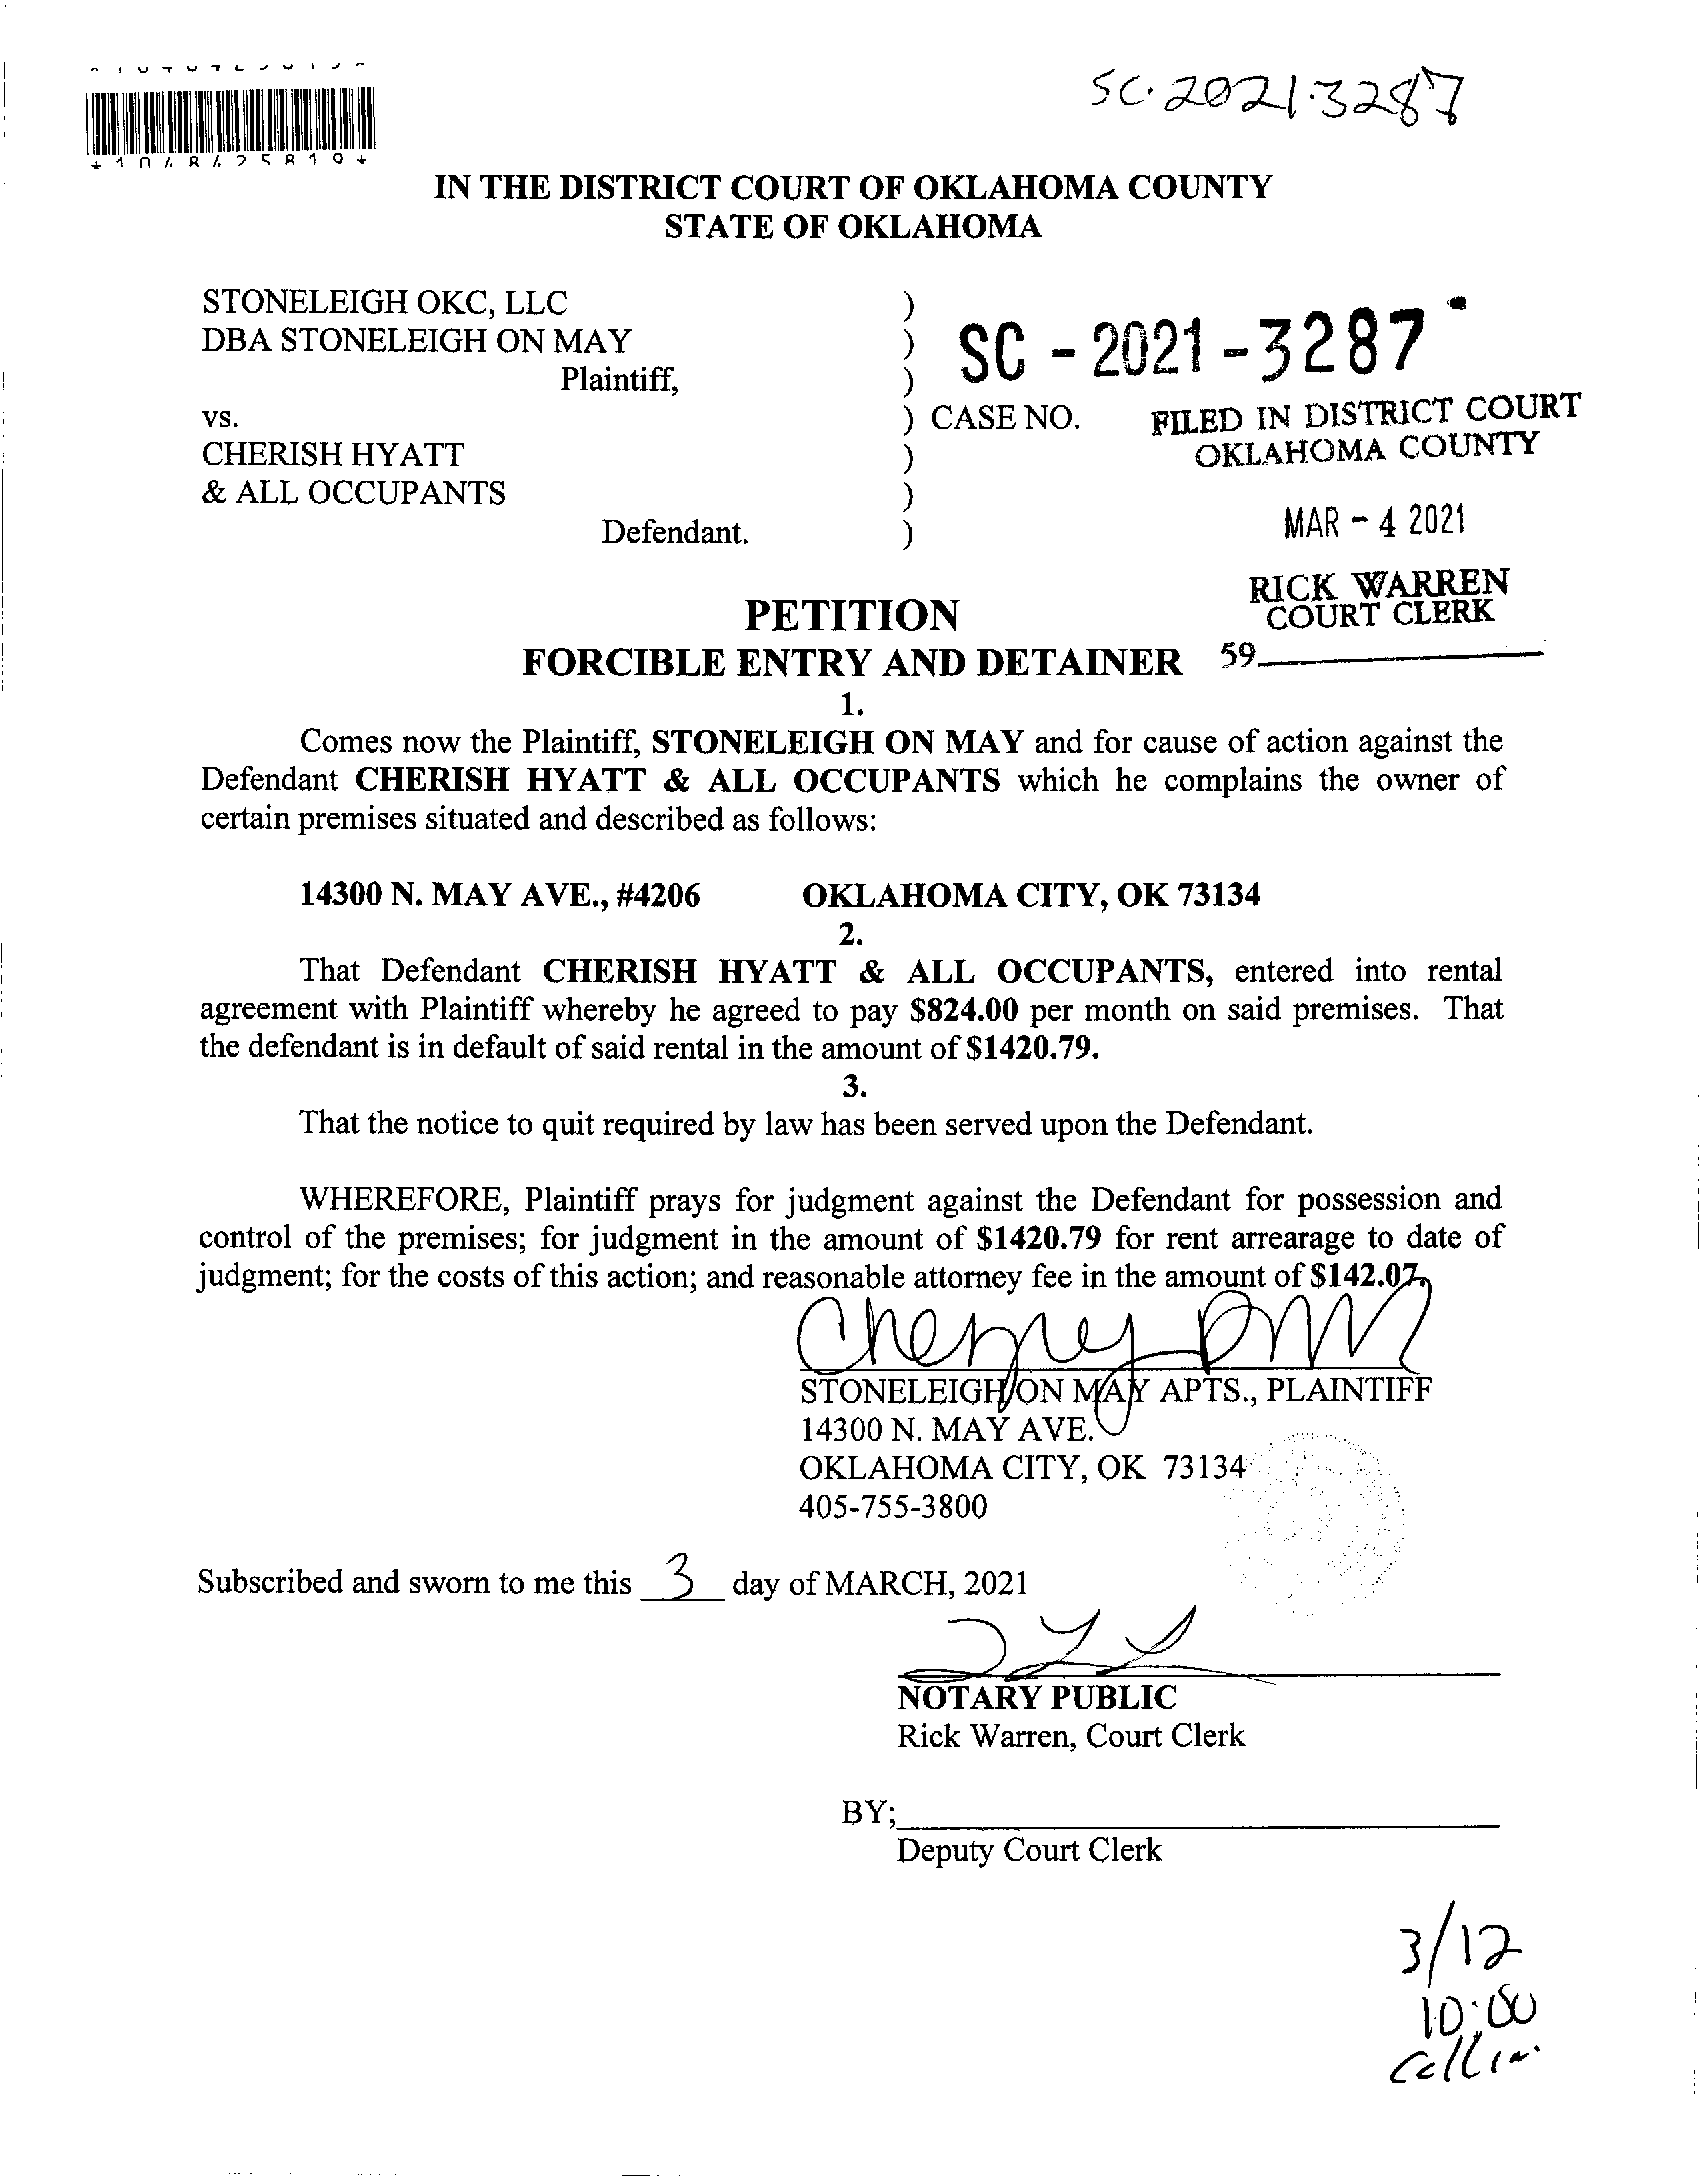 *1048425819*
SC-2021-3287
IN THE DISTRICT COURT OF OKLAHOMA COUNTY
STATE OF OKLAHOMA
STONELEIGH OKC, LLC )
DBA STONELEIGH ON MAY ) SC - 2021 - 3287
Plaintiff, )
vs. ) CASE NO. FILED IN DISTRICT COURT
CHERISH HYATT ) OKLAHOMA COUNTY
& ALL OCCUPANTS )
Defendant. ) MAR - 4 2021
RICK WARREN
PETITION COURT CLERK
FORCIBLE ENTRY AND DETAINER 59
1.
Comes now the Plaintiff, STONELEIGH ON MAY and for cause of action against the
Defendant CHERISH HYATT & ALL OCCUPANTS which he complains the owner of
certain premises situated and described as follows:
14300 N. MAY AVE., #4206 OKLAHOMA CITY, OK 73134
2.
That Defendant CHERISH HYATT & ALL OCCUPANTS, entered into rental
agreement with Plaintiff whereby he agreed to pay $824.00 per month on said premises. That
the defendant is in default of said rental in the amount of $1420.79.
3.
That the notice to quit required by law has been served upon the Defendant.
WHEREFORE, Plaintiff prays for judgment against the Defendant for possession and
control of the premises; for judgment in the amount of $1420.79 for rent arrearage to date of
judgment; for the costs of this action; and reasonable attorney fee in the amount of $142.07.
STONELEIGH ON MAY APTS., PLAINTIFF
14300 N. MAY AVE.
OKLAHOMA CITY, OK 73134
405-755-3800
Subscribed and sworn to me this 3 day of MARCH, 2021
NOTARY PUBLIC
Rick Warren, Court Clerk
BY;
Deputy Court Clerk
3/12
10:00